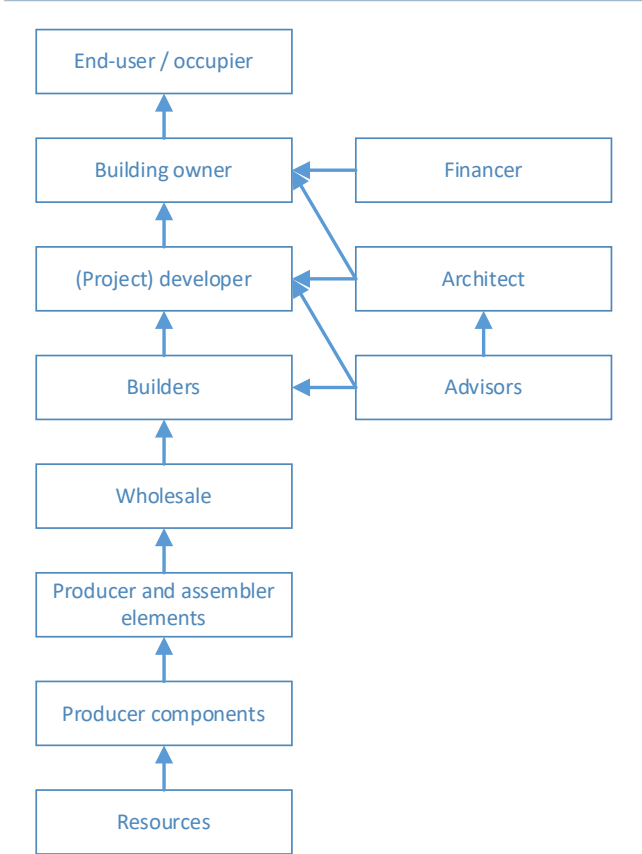 End-user / occupier
Building owner
Financer
(Project) developer
Architect
Builders
Advisors
Wholesale
Producer and assembler
elements
Producer components
Resources